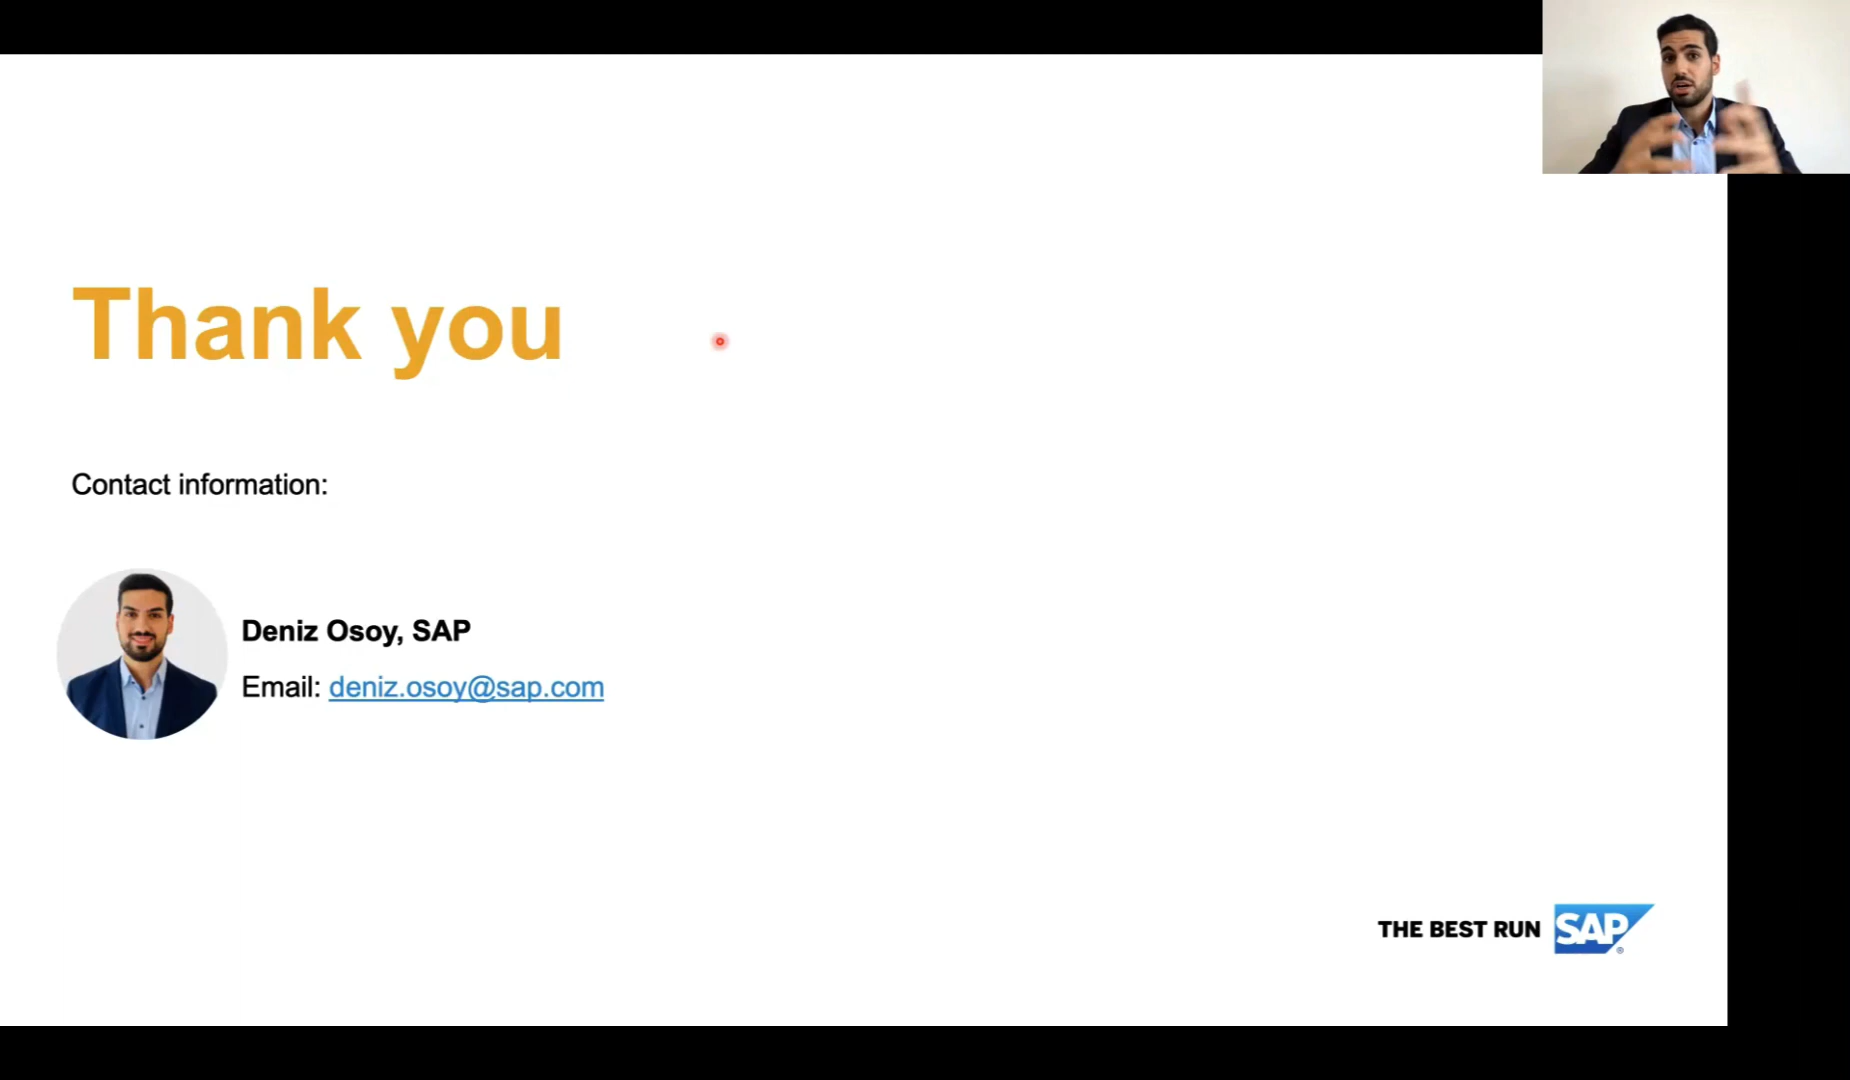 Thank you
Contact information:
Deniz Osoy, SAP
Email: deniz.osoy@sap.com
THE BEST RUN SAP®